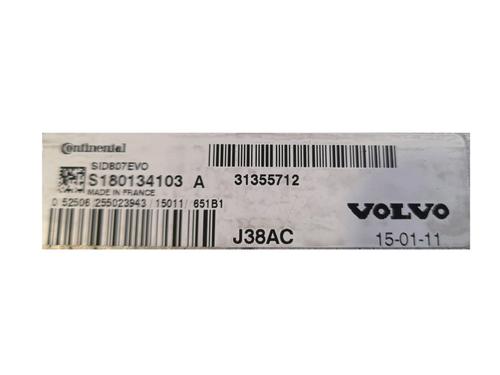 Continental
SID807EVO
S180134103 A
MADE IN FRANCE
31355712
0 52506 255023943 / 15011 / 651B1
VOLVO
J38AC
15-01-11